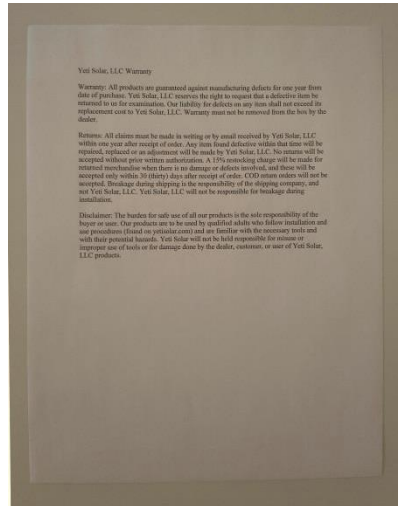 Yeti Solar, LLC Warranty
Warranty: All products are guaranteed against manufacturing defects for one year from
date of purchase. Yeti Solar, LLC reserves the right to request that a defective item be
returned to us for examination. Our liability for defects on any item shall not exceed its
replacement cost to Yeti Solar, LLC. Warranty must not be removed from the box by the
dealer.
Returns: All claims must be made in writing or by email received by Yeti Solar, LLC
within one year after receipt of order. Any item found defective within that time will be
repaired, replaced or an adjustment will be made by Yeti Solar, LLC. No returns will be
accepted without prior written authorization. A 15% restocking charge will be made for
returned merchandise when there is no damage or defects involved, and these will be
accepted only within 30 (thirty) days after receipt of order. COD return orders will not be
accepted. Breakage during shipping is the responsibility of the shipping company, and
not Yeti Solar, LLC. Yeti Solar, LLC will not be responsible for breakage during
installation.
Disclaimer: The burden for safe use of all our products is the sole responsibility of the
buyer or user. Our products are to be used by qualified adults who follow installation and
use procedures (found on yetisolar.com) and are familiar with the necessary tools and
with their potential hazards. Yeti Solar will not be held responsible for misuse or
improper use of tools or for damage done by the dealer, customer, or user of Yeti Solar,
LLC products.